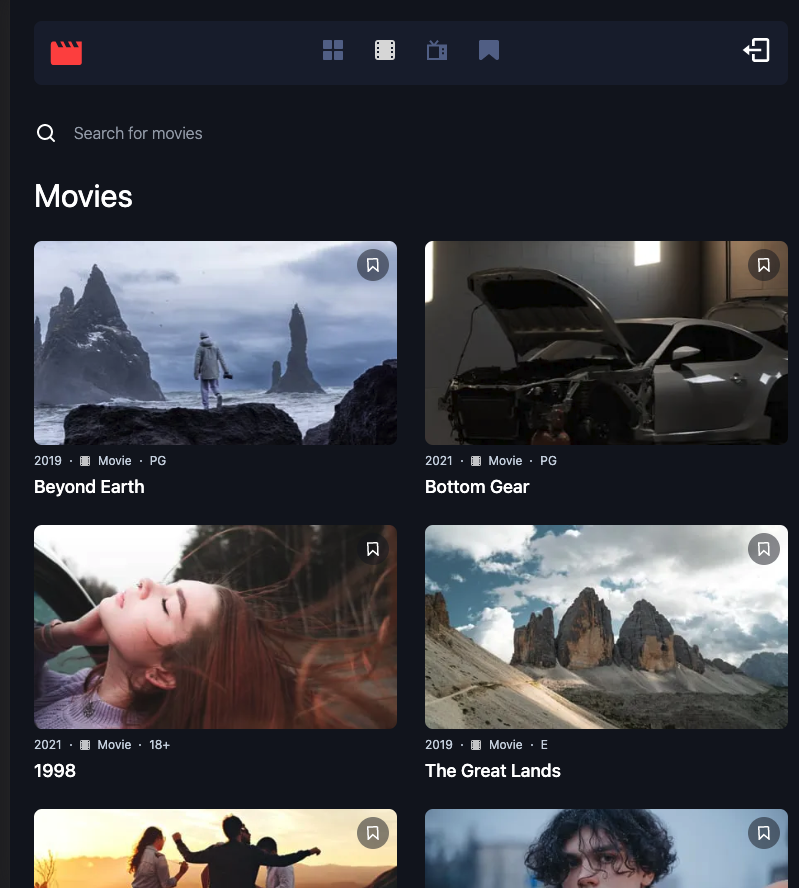 Search for movies
Movies
2019 · Movie · PG
Beyond Earth
2021 · Movie · PG
Bottom Gear
2021 · Movie · 18+
1998
2019 · Movie · E
The Great Lands